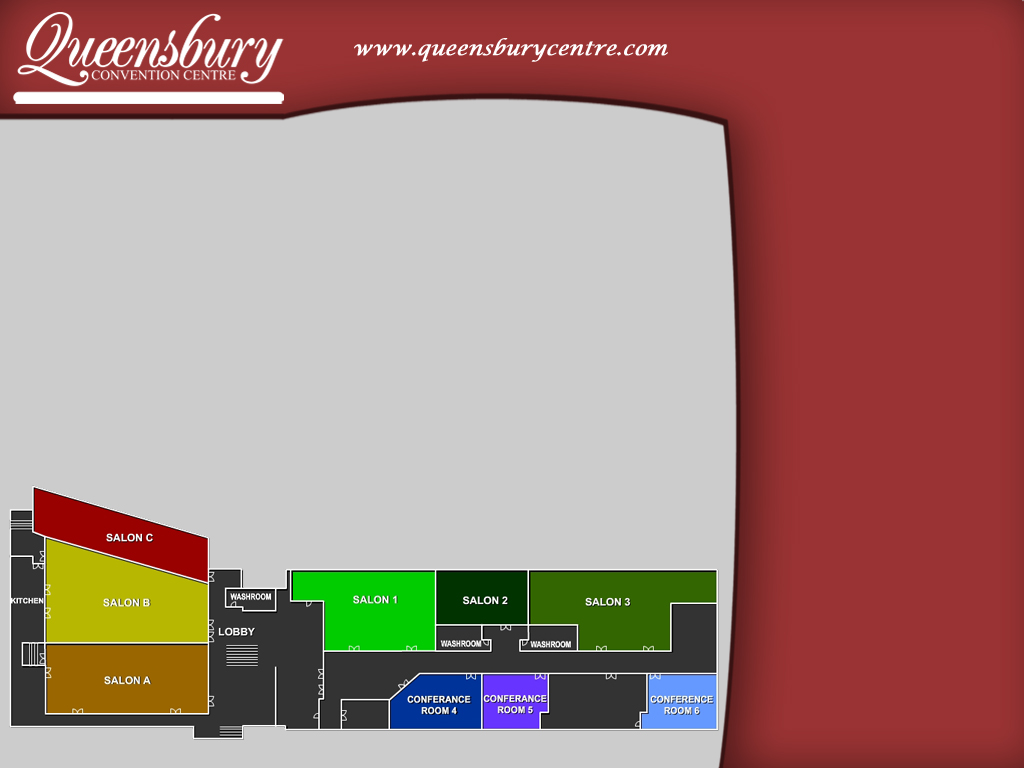 Queensbury
CONVENTION CENTRE
www.queensburycentre.com
SALON C
KITCHEN
SALON B
WASHROOM
LOBBY
SALON A
SALON 1
SALON 2
SALON 3
WASHROOM
WASHROOM
CONFERANCE
ROOM 4
CONFERANCE
ROOM 5
CONFERENCE
ROOM 6